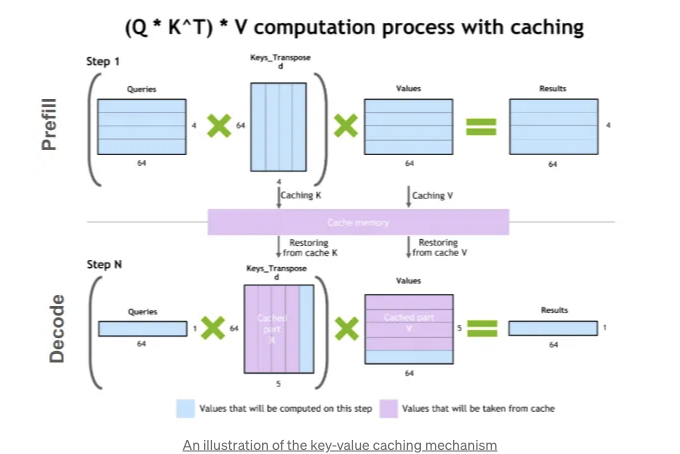 (Q * K^T) * V computation process with caching
Step 1
Prefill
Queries
4
64
64
Keys_Transpose
d
4
Values
64
Results
4
64
Caching K
Caching V
Cache memory
Restoring
from cache K
Restoring
from cache V
Step N
Decode
Queries
1
64
64
Keys_Transpose
d
Cached
part
K
5
Values
Cached part
V
5
64
Results
1
64
Values that will be computed on this step
Values that will be taken from cache
An illustration of the key-value caching mechanism